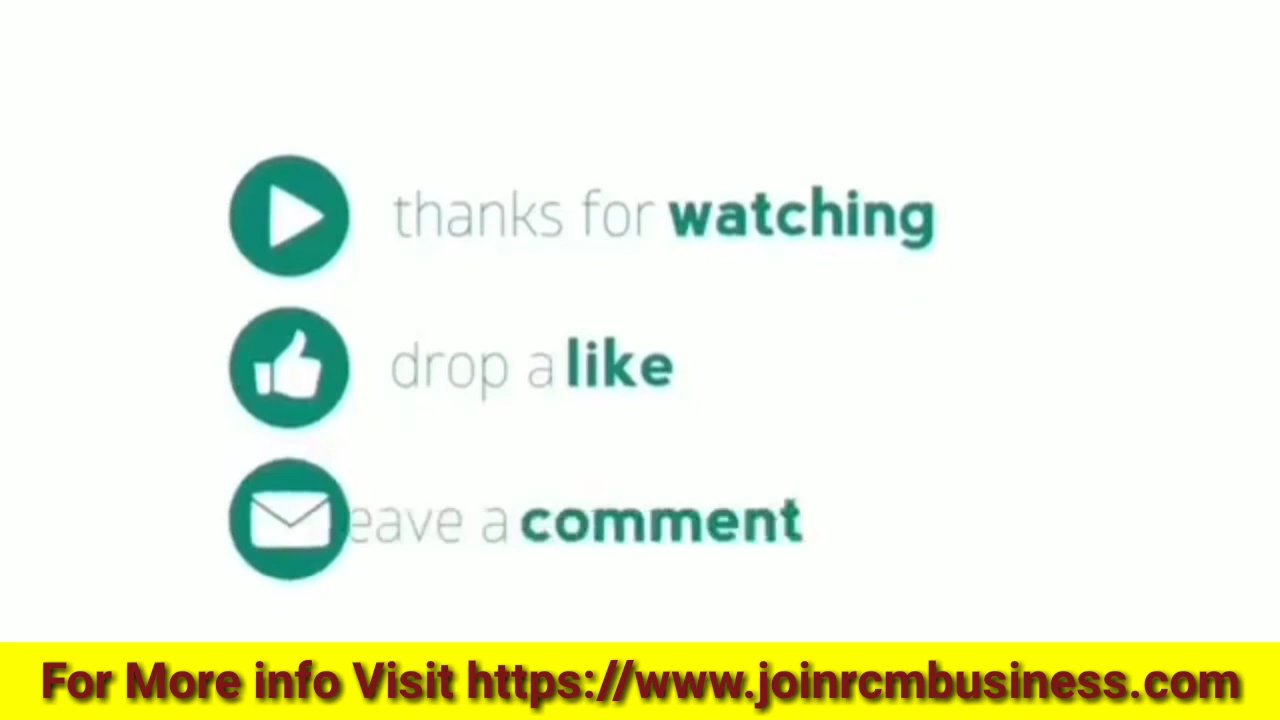 thanks for watching
drop a like
eave a comment
For More info Visit https://www.joinrcmbusiness.com